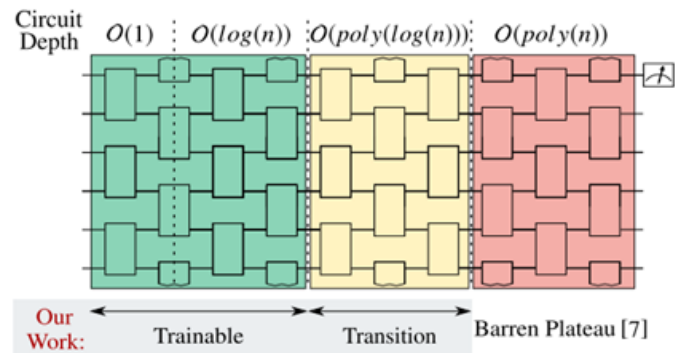 Circuit
Depth
O(1)
O(log(n))
O(poly(log(n)))
O(poly(n))
Our
Work:
Trainable
Transition
Barren Plateau [7]